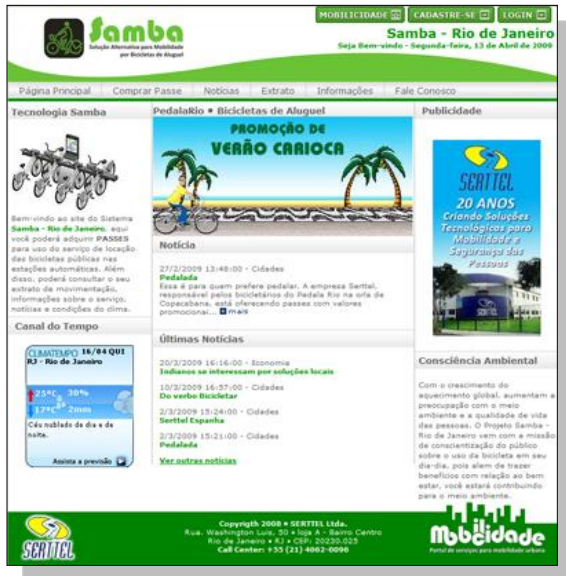 MOBILICIDADE
CADASTRE-SE
LOGIN
Samba
Solução Alternativa para Mobilidade
por Bicicletas de Aluguel
Samba - Rio de Janeiro
Seja Bem-vindo - Segunda-feira, 13 de Abril de 2009
Página Principal
Comprar Passe
Notícias
Extrato
Informações
Fale Conosco
Tecnologia Samba
Bem-vindo ao site do Sistema
Samba - Rio de Janeiro, aqui
você poderá adquirir PASSES
para uso do serviço de locação
das bicicletas públicas nas
estações automáticas. Além
disso, poderá consultar o seu
extrato de movimentação,
informações sobre o serviço,
notícias e condições do clima.
Canal do Tempo
CLIMATEMPO 16/04 QUI
RJ - Rio de Janeiro
25°C 30%
17°C 2mm
Céu nublado de dia e de
noite.
Assista a previsão
PedalaRio • Bicicletas de Aluguel
PROMOÇÃO DE
VERÃO CARIOCA
Notícia
27/2/2009 13:48:00 - Cidades
Pedalada
Essa é para quem prefere pedalar. A empresa Serttel,
responsável pelos bicicletários do Pedala Rio na orla de
Copacabana, está oferecendo passes com valores
promocionai... mais
Últimas Notícias
20/3/2009 16:16:00 - Economia
Indianos se interessam por soluções locais
10/3/2009 16:57:00 - Cidades
Do verbo Bicicletar
2/3/2009 15:24:00 - Cidades
Serttel Espanha
2/3/2009 15:21:00 - Cidades
Pedalada
Ver outras notícias
Publicidade
SERTTEL
20 ANOS
Criando Soluções
Tecnológicas para
Mobilidade e
Segurança das
Pessoas
Consciência Ambiental
Com o crescimento do
aquecimento global, aumentam a
preocupação com o meio
ambiente e a qualidade de vida
das pessoas. O Projeto Samba -
Rio de Janeiro vem com a missão
de conscientização do público
sobre o uso da bicicleta em seu
dia-dia, pois alem de trazer
benefícios com relação ao bem
estar, você estará contribuindo
para o meio ambiente.
SERTTEL
Copyrigth 2008 • SERTTEL Ltda.
Rua. Washington Luis, 50 • loja A - Bairro Centro
Rio de Janeiro • RJ • CEP: 20230.025
Call Center: +55 (21) 4062-0096
Mobilicidade
Portal de serviços para mobilidade urbana